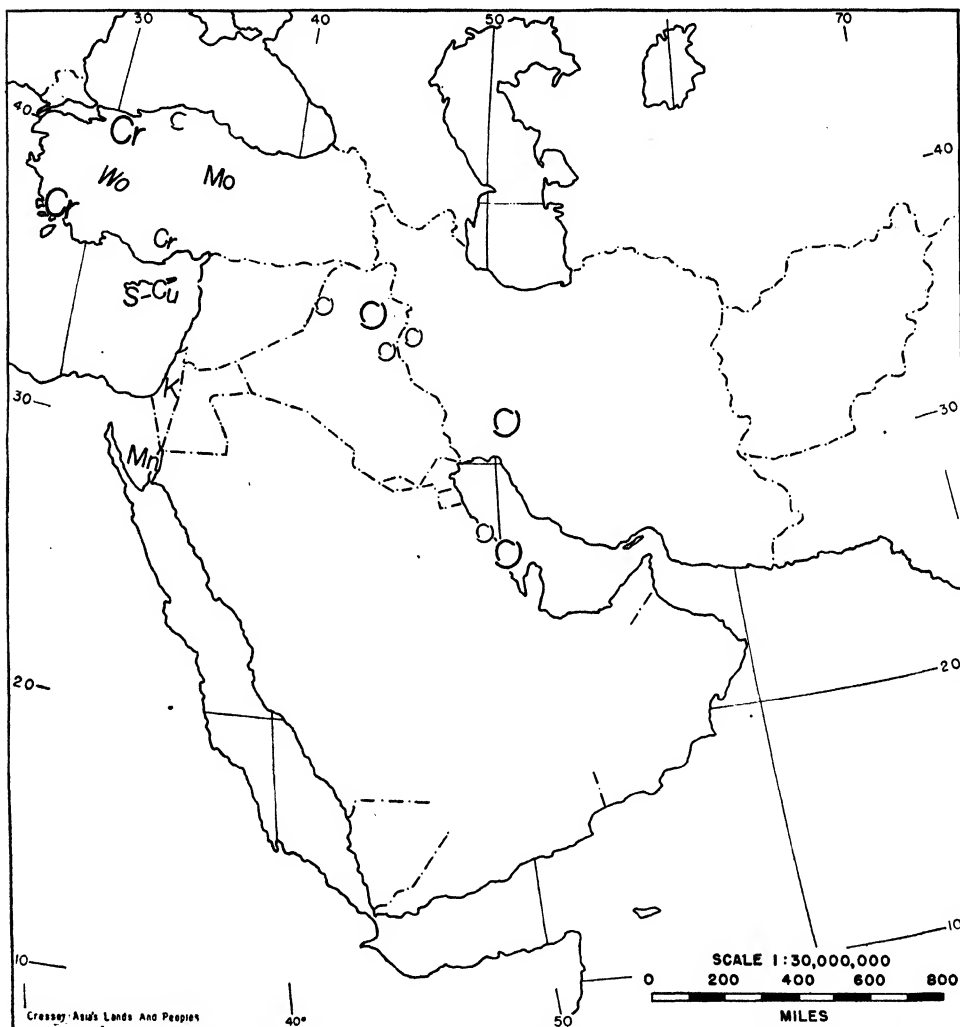 30 40 50 70
40
Cr C
Wo Mo
40
Cr
Cr
S-Cu
O O
O O
K
30
O
30
Mn
O
O
20
20
10
10
SCALE 1:30,000,000
0 200 400 600 800
MILES
40° 50
Cressey: Asia's Lands And Peoples